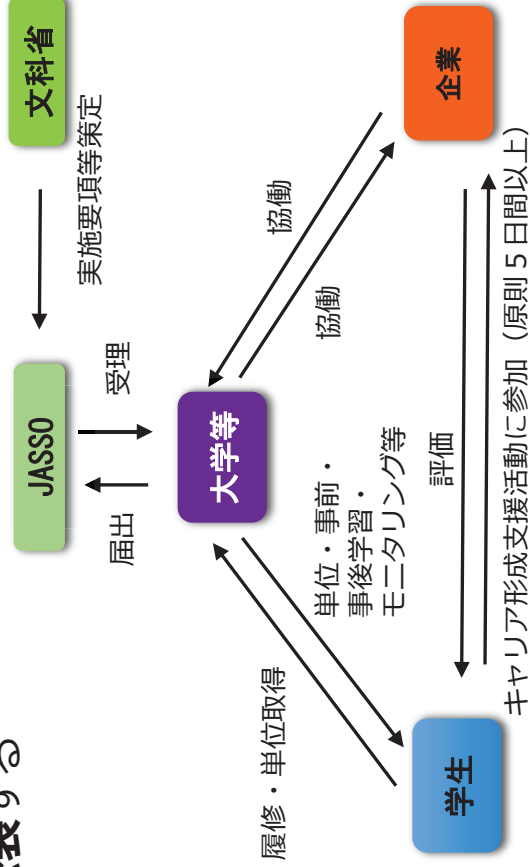 表する
文科省
実施要項等策定
JASSO
受理
届出
大学等
協働
協働
企業
単位・事前・
事後学習・
モニタリング等
履修・単位取得
評価
学生
キャリア形成支援活動に参加（原則５日間以上）